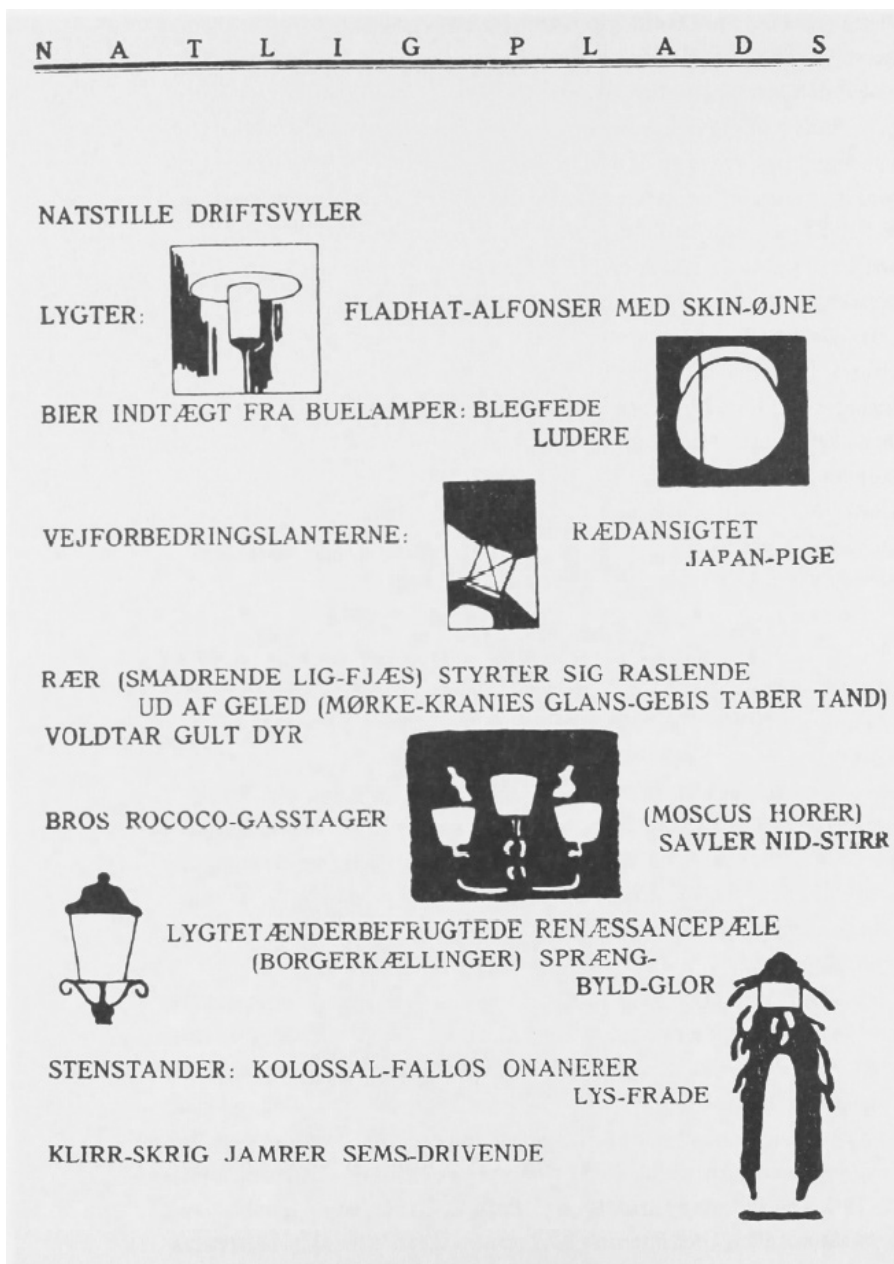 NATLIG PLADS
NATSTILLE DRIFTSVYLER
LYGTER: FLADHAT-ALFONSER MED SKIN-ØJNE
BIER INDTÆGT FRA BUELAMPER: BLEGFEDE
LUDERE
VEJFORBEDRINGSLANTERNE: RÆDANSIGTET
JAPAN-PIGE
RÆR (SMADRENDE LIG-FJÆS) STYRTER SIG RASLENDE
UD AF GELED (MØRKE-KRANIES GLANS-GEBIS TABER TAND)
VOLDTAR GULT DYR
BROS ROCOCO-GASSTAGER (MOSCUS HORER)
SAVLER NID-STIRR
LYGTETÆNDERBEFRUGTEDE RENÆSSANCEPÆLE
(BORGERKÆLLINGER) SPRÆNG-
BYLD-GLOR
STENSTANDER: KOLOSSAL-FALLOS ONANERER
LYS-FRADE
KLIRR-SKRIG JAMRER SEMS-DRIVENDE